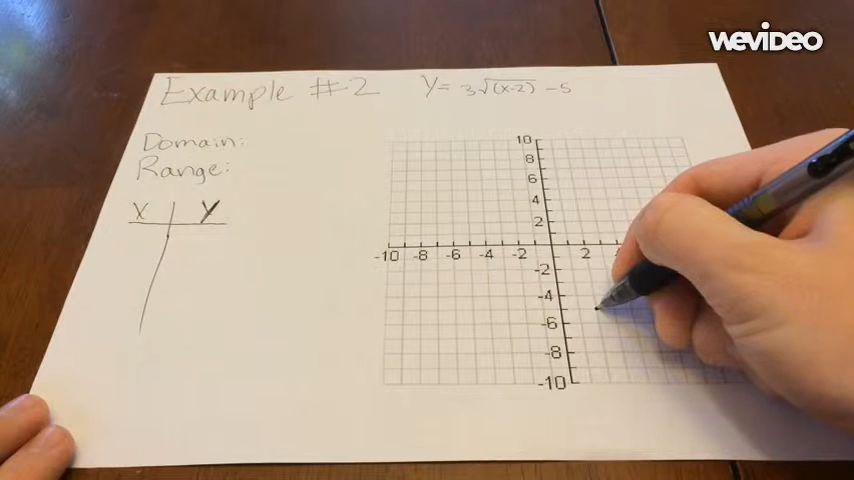 wevideo
Example #2 Y= 3√(x-2) -5
Domain:
Range:
X Y
10
8
6
4
2
-10 -8 -6 -4 -2 2
-2
-4
-6
-8
-10